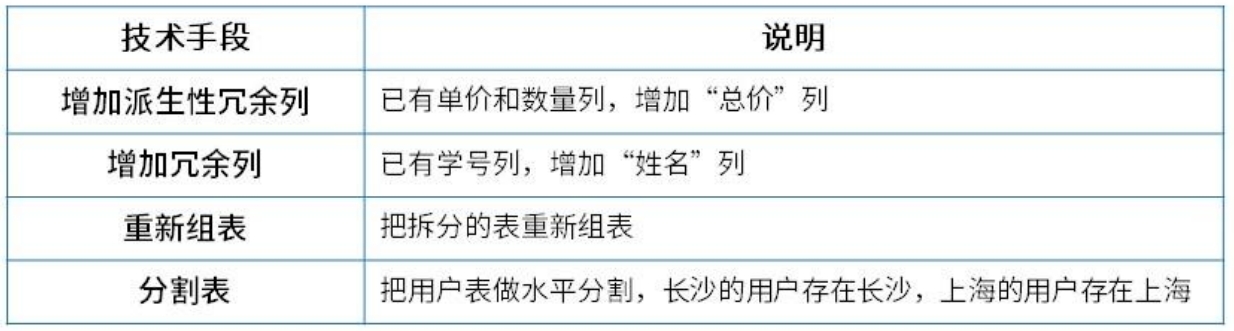 技术手段 说明
增加派生性冗余列 已有单价和数量列，增加“总价”列
增加冗余列 已有学号列，增加“姓名”列
重新组表 把拆分的表重新组表
分割表 把用户表做水平分割，长沙的用户存在长沙，上海的用户存在上海